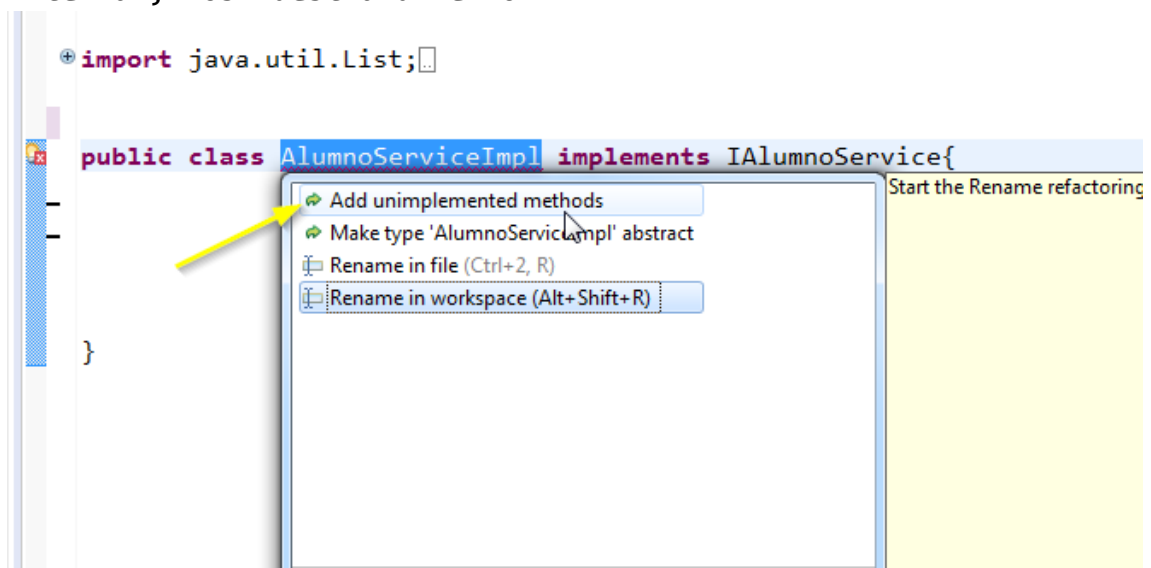 import java.util.List;
public class AlumnoServiceImpl implements IAlumnoService{
Add unimplemented methods
Make type 'AlumnoServiceImpl' abstract
Rename in file (Ctrl+2, R)
Rename in workspace (Alt+Shift+R)
Start the Rename refactoring
}